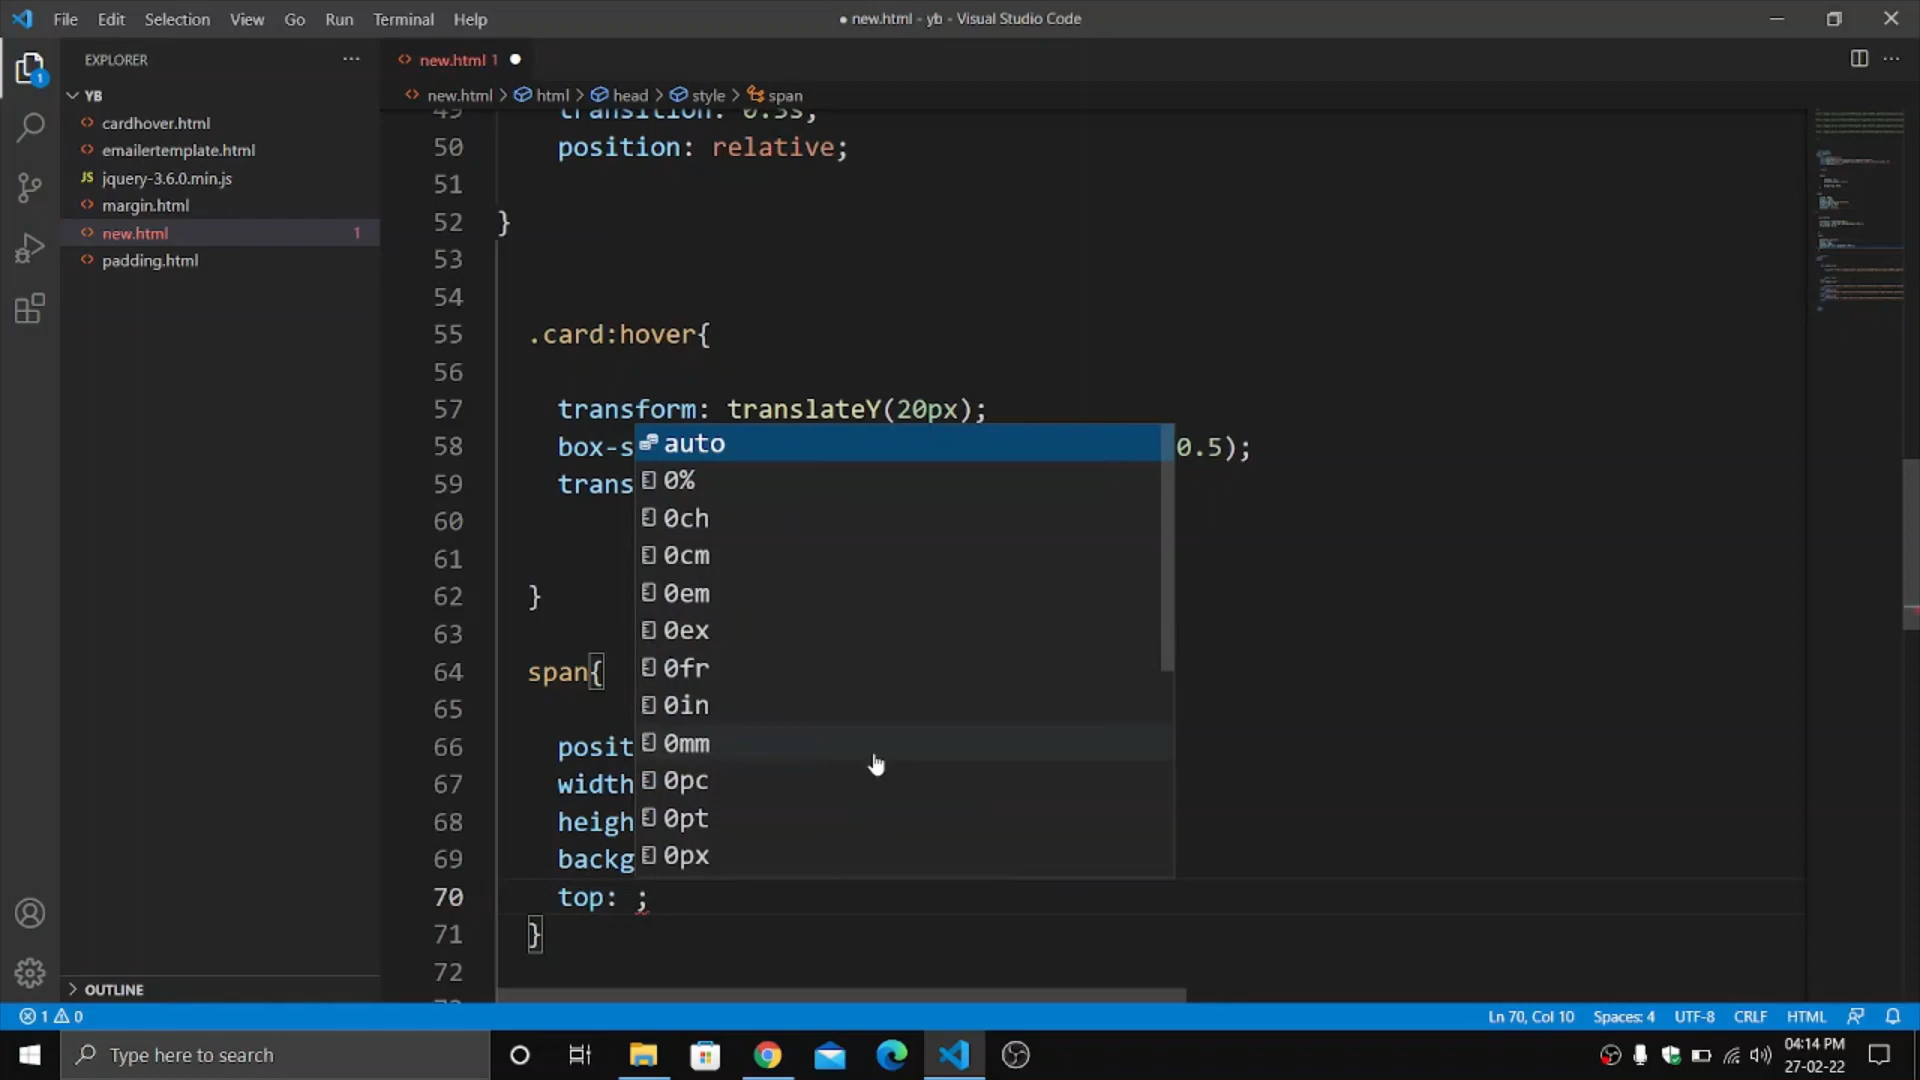 File Edit Selection View Go Run Terminal Help
● new.html - yb - Visual Studio Code
1
EXPLORER
new.html 1
new.html > html > head > style > span
YB
cardhover.html
emailertemplate.html
JS jquery-3.6.0.min.js
margin.html
new.html 1
padding.html
49 transition: 0.3s;
50 position: relative;
51
52 }
53
54
55 .card:hover{
56
57 transform: translateY(20px);
58 box-s 0.5);
59 trans
60
61
62 }
63
64 span{
65
66 posit
67 width
68 heigh
69 backg
70 top: ;
71 }
72
auto
0%
0ch
0cm
0em
0ex
0fr
0in
0mm
0pc
0pt
0px
OUTLINE
1 0
Ln 70, Col 10 Spaces: 4 UTF-8 CRLF HTML
Type here to search
04:14 PM
27-02-22